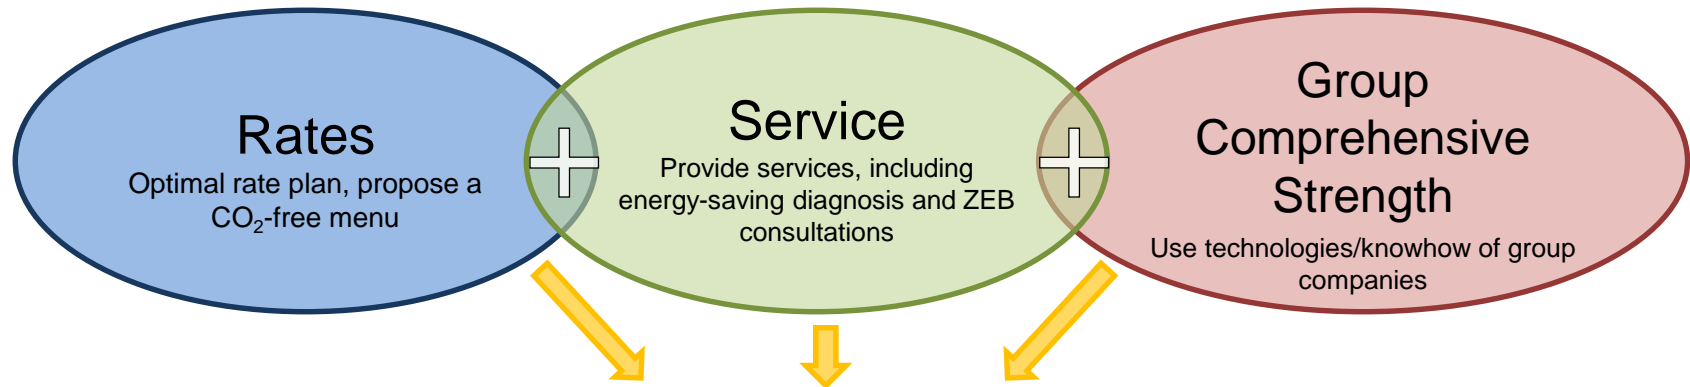 Rates
Optimal rate plan, propose a
CO₂-free menu
Service
Provide services, including
energy-saving diagnosis and ZEB
consultations
Group
Comprehensive
Strength
Use technologies/knowhow of group
companies